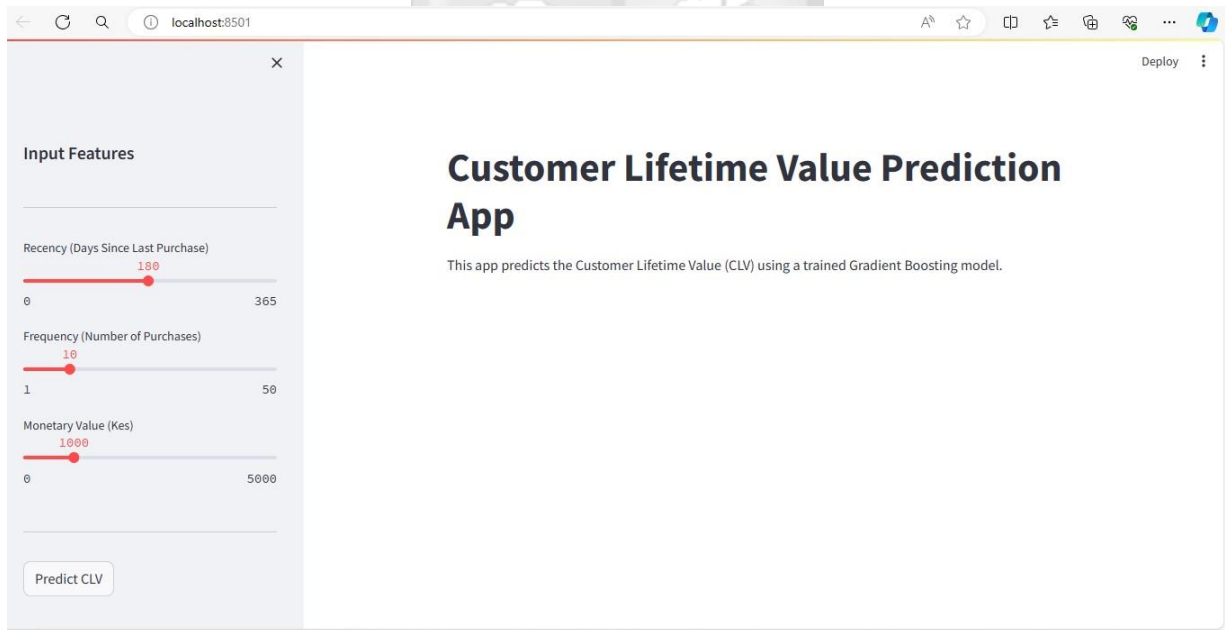 localhost:8501
Deploy
Input Features
Customer Lifetime Value Prediction
App
This app predicts the Customer Lifetime Value (CLV) using a trained Gradient Boosting model.
Recency (Days Since Last Purchase)
180
0 365
Frequency (Number of Purchases)
10
1 50
Monetary Value (Kes)
1000
0 5000
Predict CLV